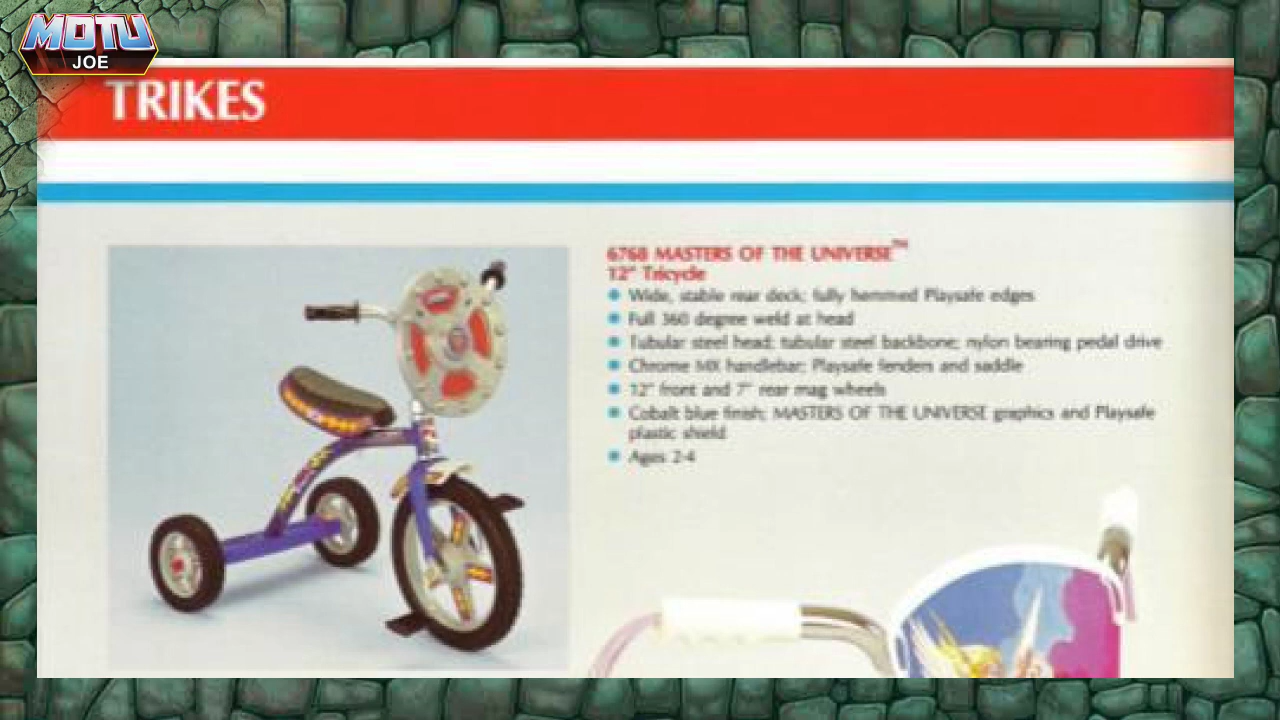 MOTU
JOE
TRIKES
6768 MASTERS OF THE UNIVERSE™
12" Tricycle
• Wide, stable rear deck; fully hemmed Playsafe edges
• Full 360 degree weld at head
• Tubular steel head; tubular steel backbone; nylon bearing pedal drive
• Chrome MX handlebar; Playsafe fenders and saddle
• 12" front and 7" rear mag wheels
• Cobalt blue finish; MASTERS OF THE UNIVERSE graphics and Playsafe
plastic shield
• Ages 2-4